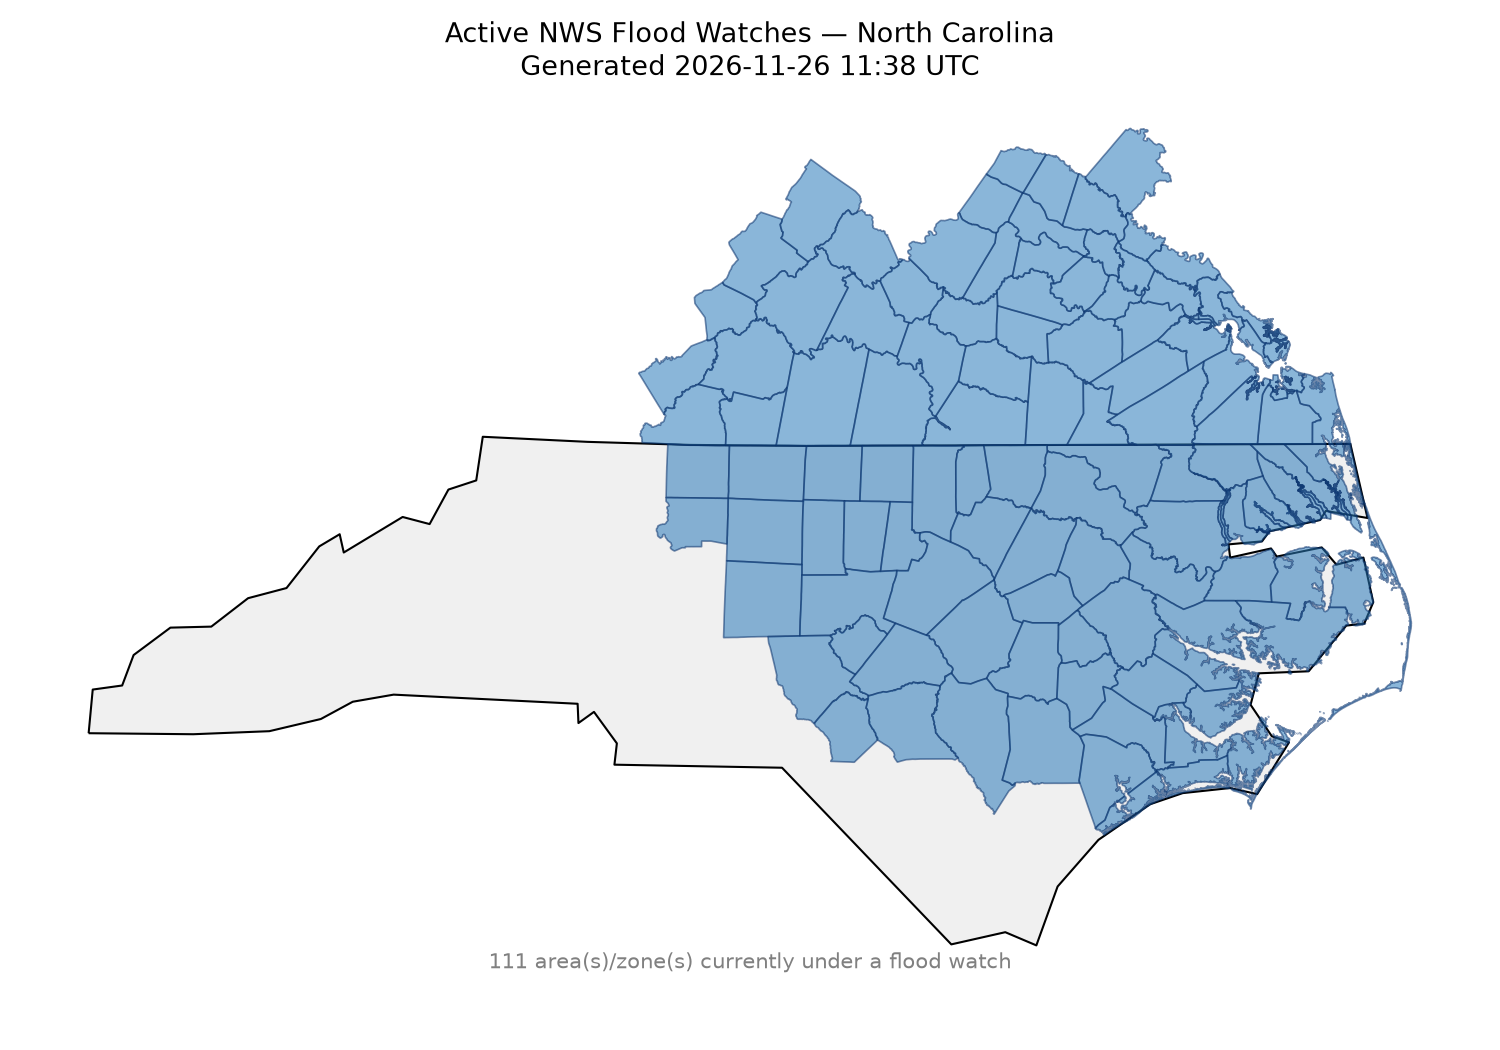 Active NWS Flood Watches — North Carolina
Generated 2026-11-26 11:38 UTC
111 area(s)/zone(s) currently under a flood watch